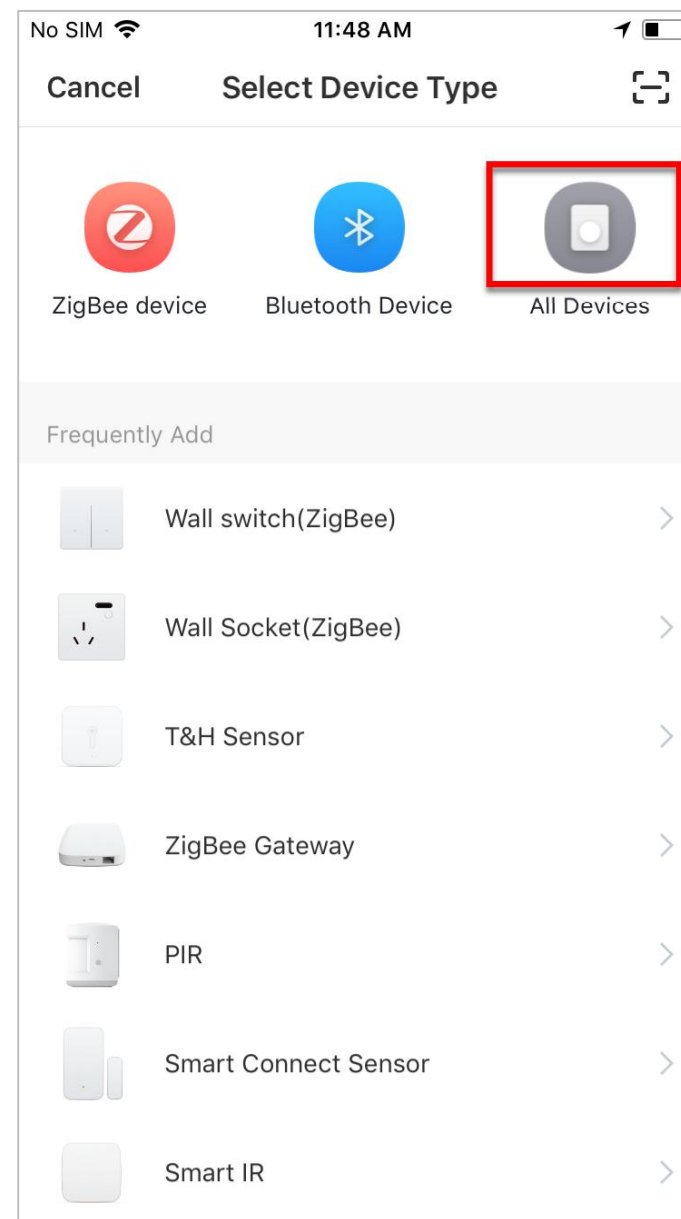 No SIM 11:48 AM
Cancel Select Device Type
ZigBee device Bluetooth Device All Devices
Frequently Add
Wall switch(ZigBee)
Wall Socket(ZigBee)
T&H Sensor
ZigBee Gateway
PIR
Smart Connect Sensor
Smart IR